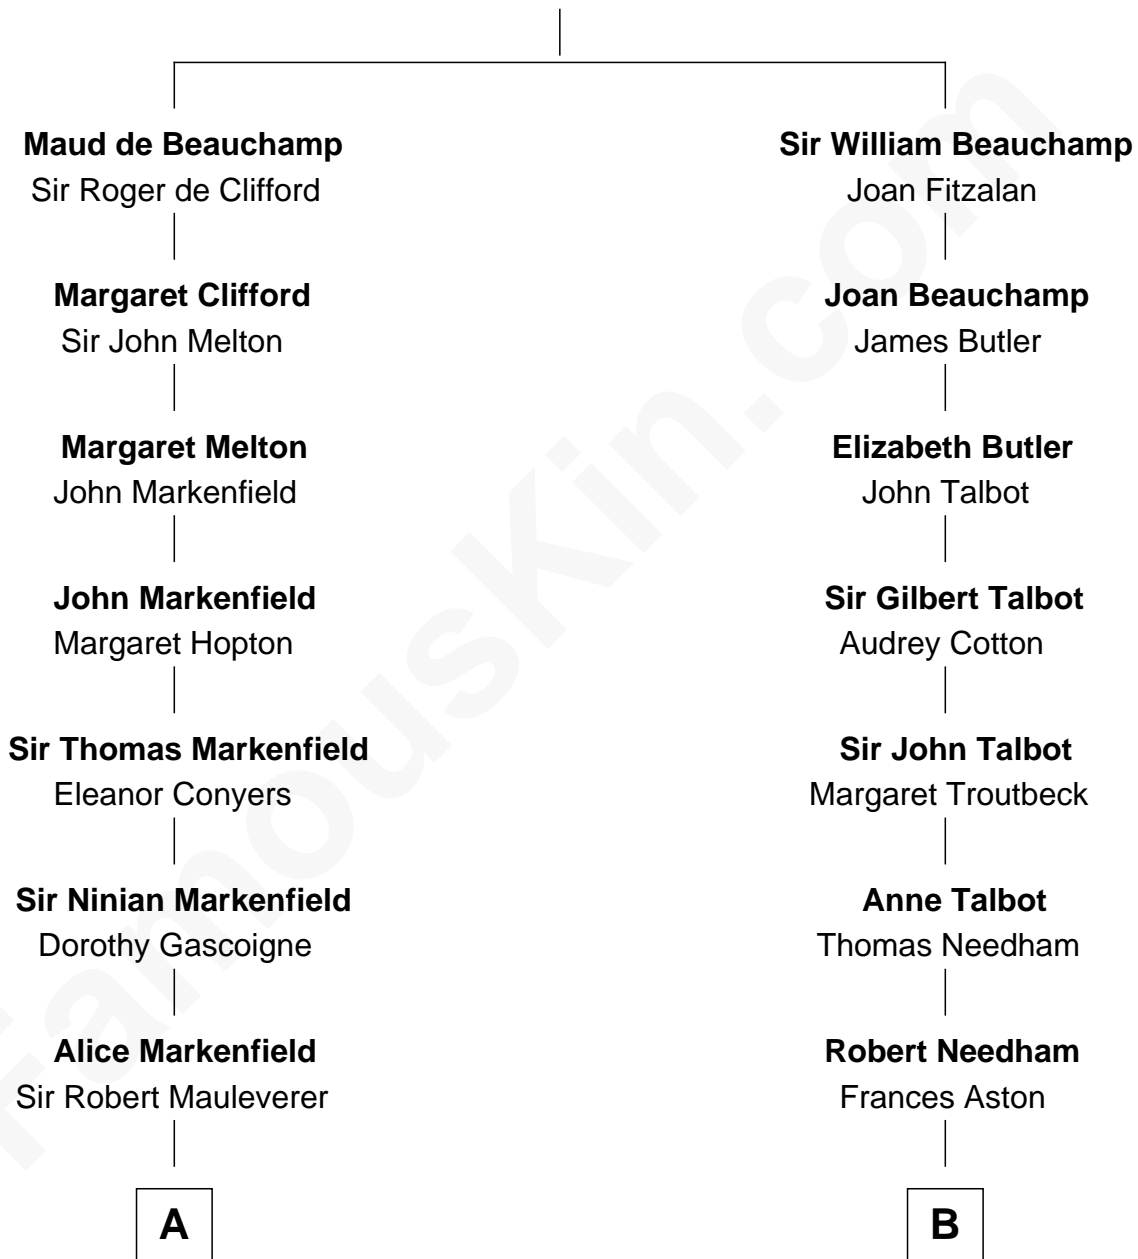 Maud de Beauchamp
Sir Roger de Clifford
Margaret Clifford
Sir John Melton
Margaret Melton
John Markenfield
John Markenfield
Margaret Hopton
Sir Thomas Markenfield
Eleanor Conyers
Sir Ninian Markenfield
Dorothy Gascoigne
Alice Markenfield
Sir Robert Mauleverer
A
Sir William Beauchamp
Joan Fitzalan
Joan Beauchamp
James Butler
Elizabeth Butler
John Talbot
Sir Gilbert Talbot
Audrey Cotton
Sir John Talbot
Margaret Troutbeck
Anne Talbot
Thomas Needham
Robert Needham
Frances Aston
B
FamousKin.com